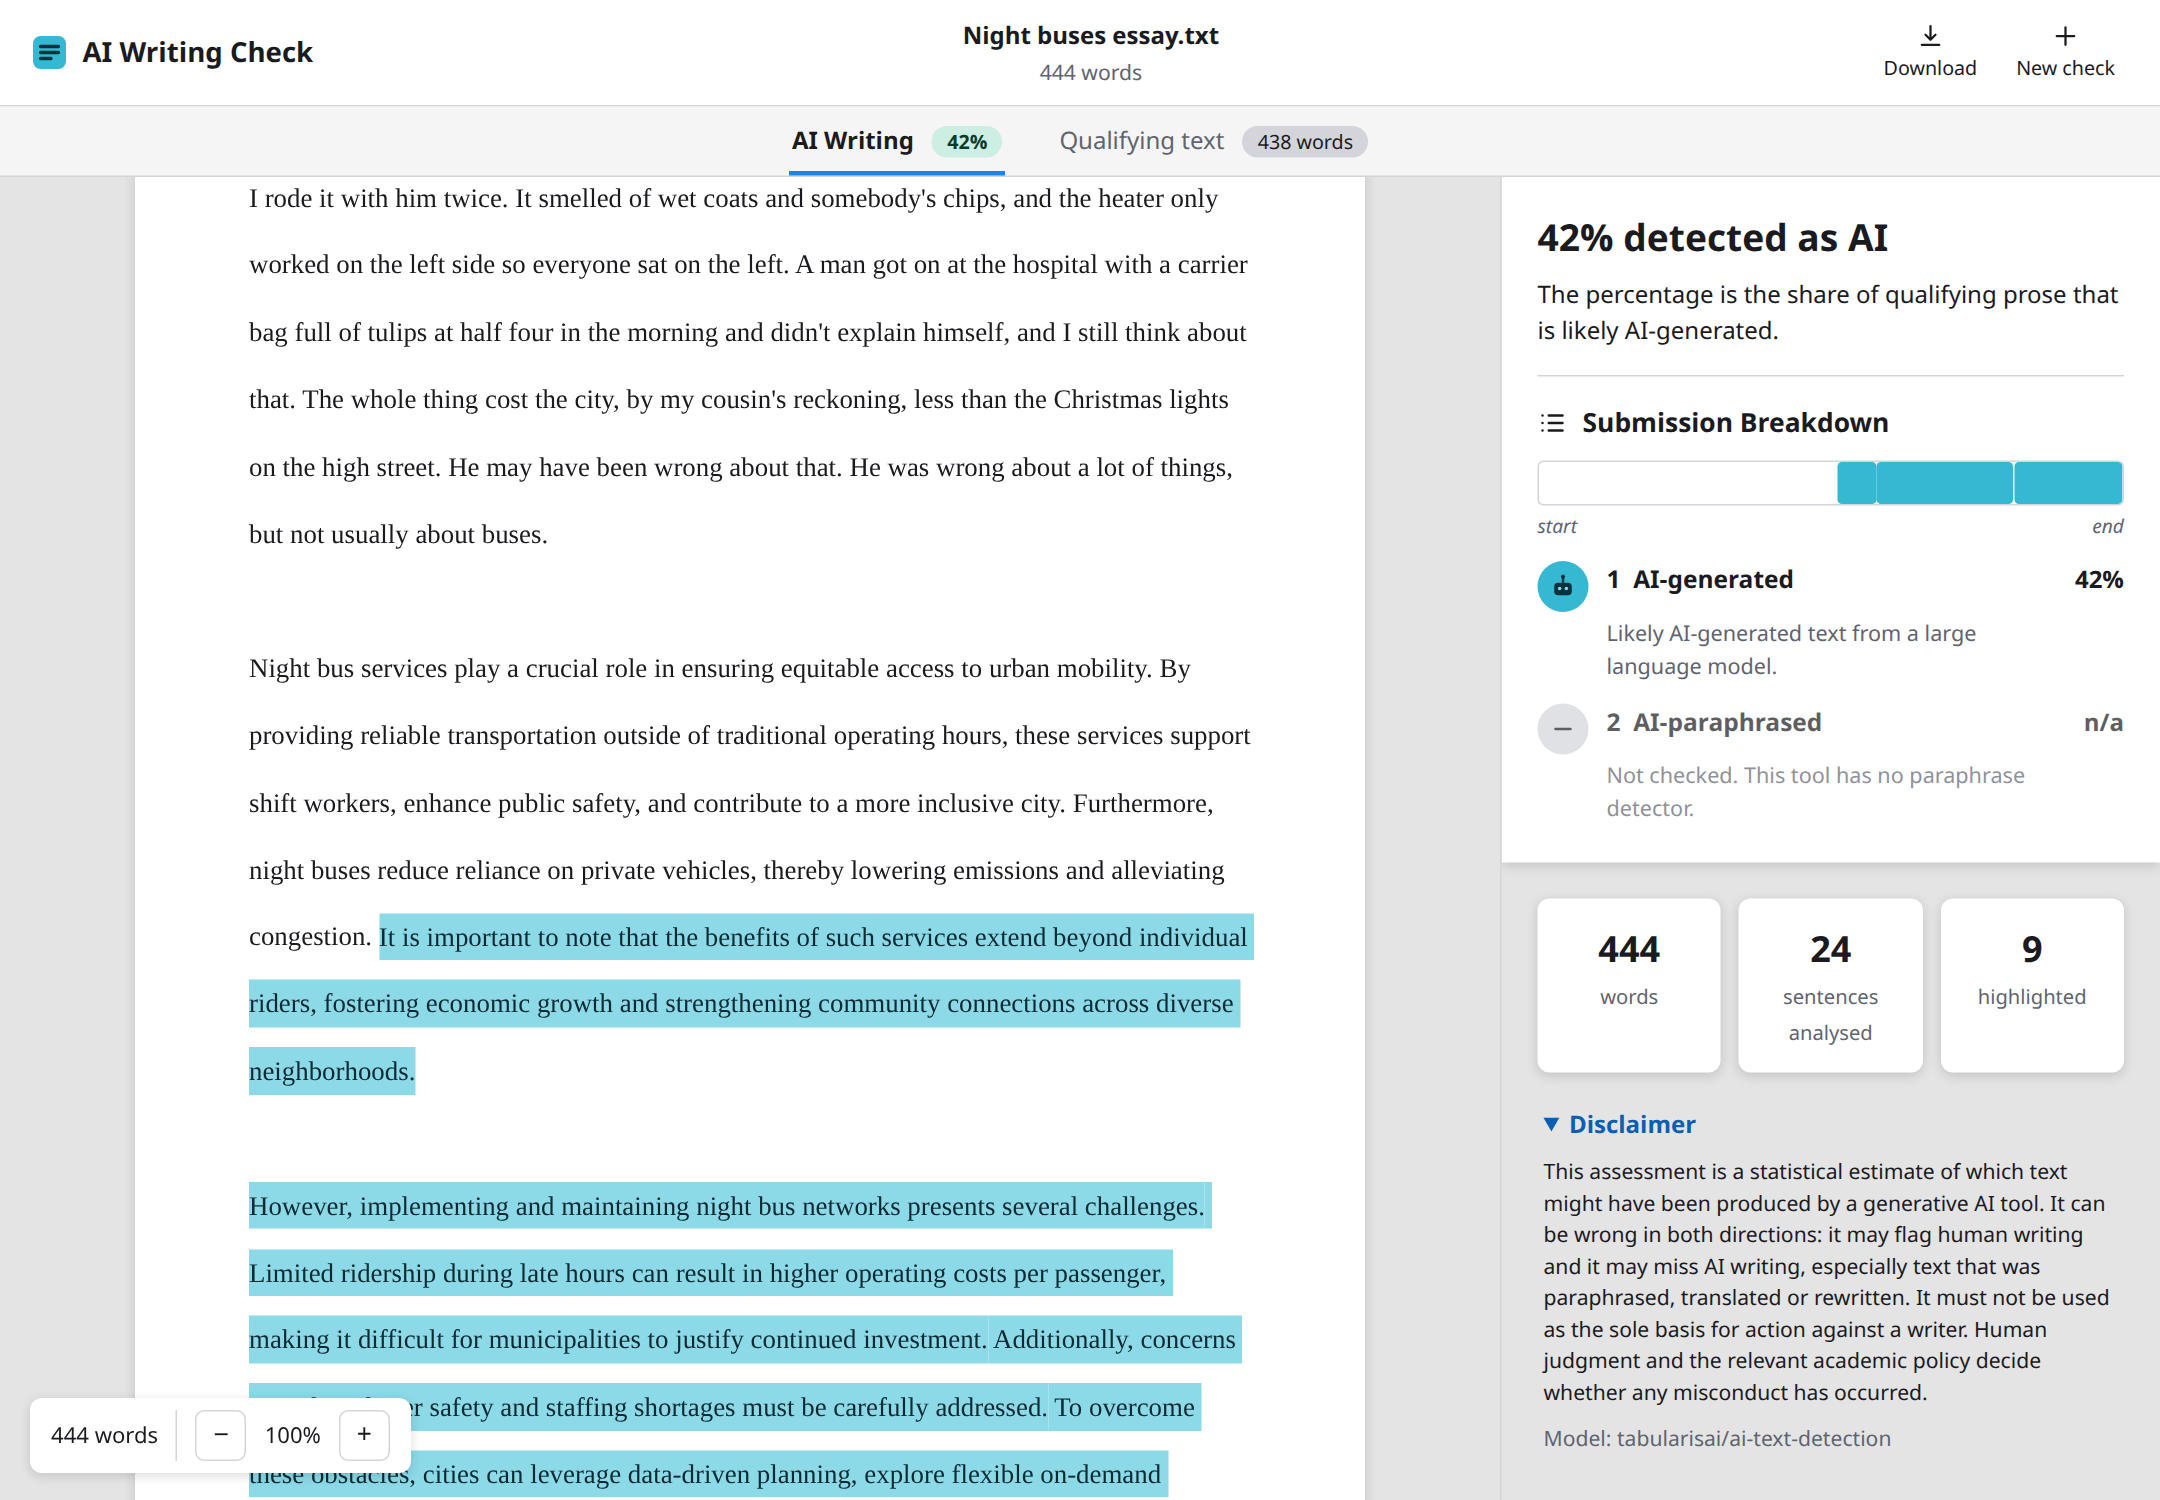 AI Writing Check
Night buses essay.txt
444 words
Download
New check
AI Writing 42%
Qualifying text 438 words
I rode it with him twice. It smelled of wet coats and somebody's chips, and the heater only
worked on the left side so everyone sat on the left. A man got on at the hospital with a carrier
bag full of tulips at half four in the morning and didn't explain himself, and I still think about
that. The whole thing cost the city, by my cousin's reckoning, less than the Christmas lights
on the high street. He may have been wrong about that. He was wrong about a lot of things,
but not usually about buses.
Night bus services play a crucial role in ensuring equitable access to urban mobility. By
providing reliable transportation outside of traditional operating hours, these services support
shift workers, enhance public safety, and contribute to a more inclusive city. Furthermore,
night buses reduce reliance on private vehicles, thereby lowering emissions and alleviating
congestion. It is important to note that the benefits of such services extend beyond individual
riders, fostering economic growth and strengthening community connections across diverse
neighborhoods.
However, implementing and maintaining night bus networks presents several challenges.
Limited ridership during late hours can result in higher operating costs per passenger,
making it difficult for municipalities to justify continued investment. Additionally, concerns
safety and staffing shortages must be carefully addressed. To overcome
these obstacles, cities can leverage data-driven planning, explore flexible on-demand
444 words − 100% +
42% detected as AI
The percentage is the share of qualifying prose that
is likely AI-generated.
Submission Breakdown
start end
1 AI-generated 42%
Likely AI-generated text from a large
language model.
2 AI-paraphrased n/a
Not checked. This tool has no paraphrase
detector.
444
words
24
sentences
analysed
9
highlighted
Disclaimer
This assessment is a statistical estimate of which text
might have been produced by a generative AI tool. It can
be wrong in both directions: it may flag human writing
and it may miss AI writing, especially text that was
paraphrased, translated or rewritten. It must not be used
as the sole basis for action against a writer. Human
judgment and the relevant academic policy decide
whether any misconduct has occurred.
Model: tabularisai/ai-text-detection